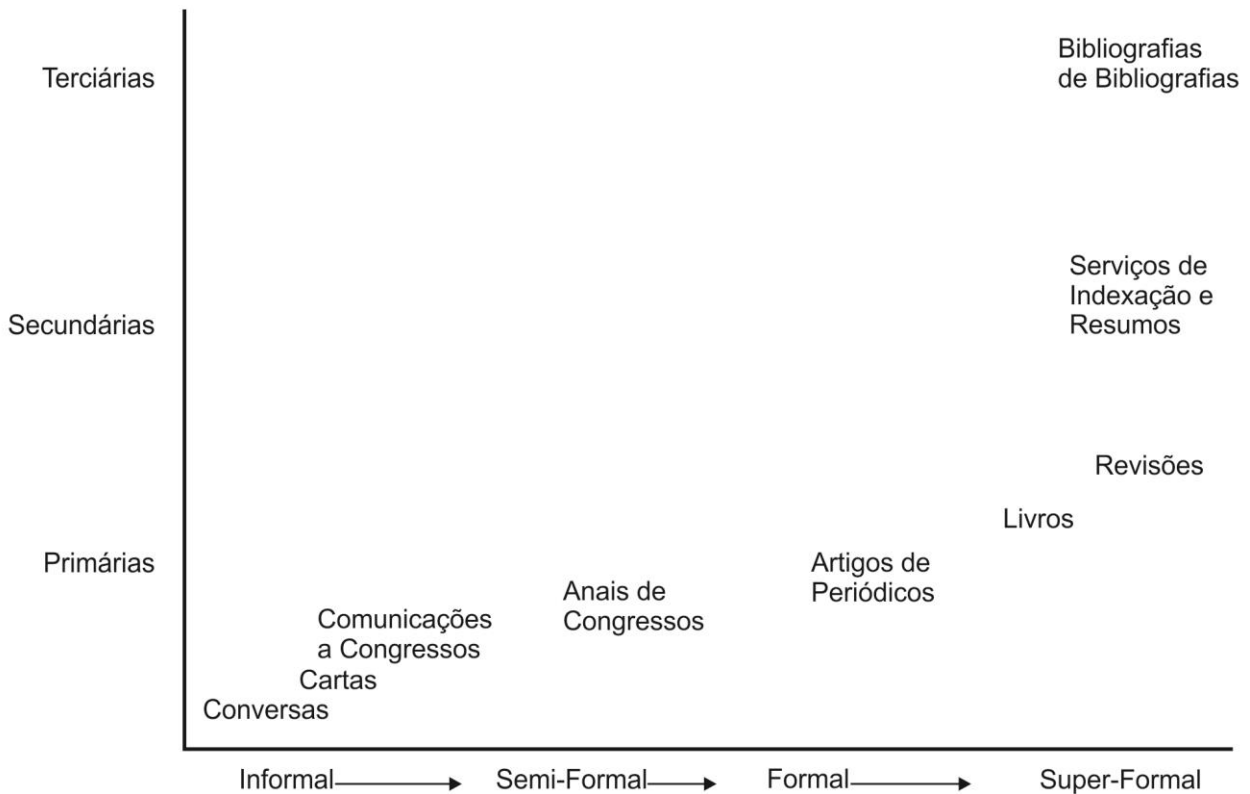 Terciárias
Bibliografias
de Bibliografias
Secundárias
Serviços de
Indexação e
Resumos
Revisões
Livros
Primárias
Artigos de
Periódicos
Anais de
Congressos
Comunicações
a Congressos
Cartas
Conversas
Informal
Semi-Formal
Formal
Super-Formal